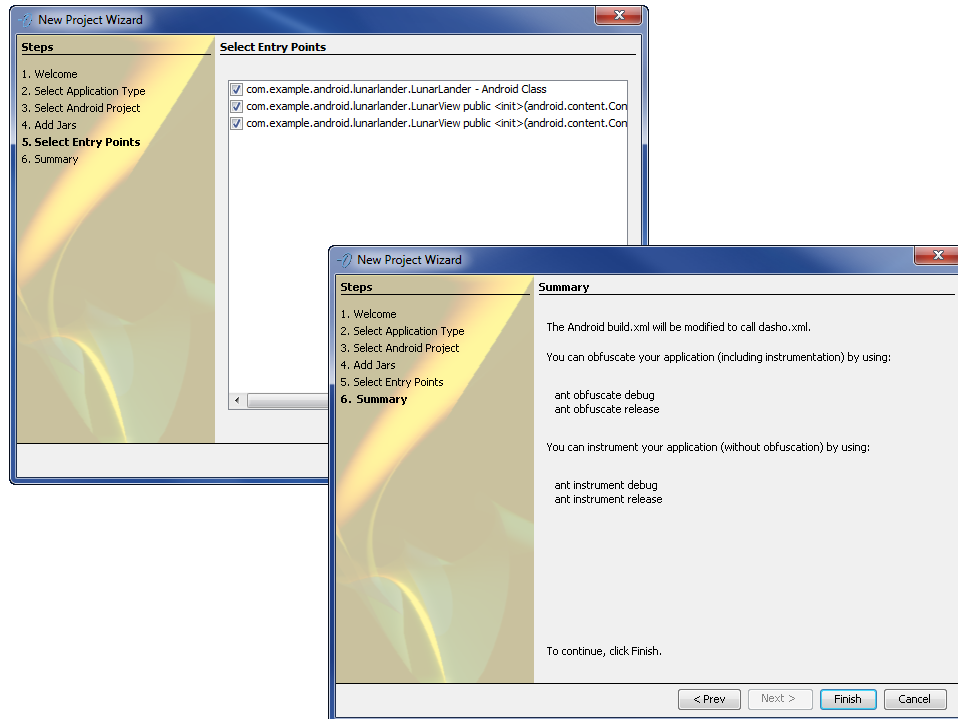 New Project Wizard
Steps
1. Welcome
2. Select Application Type
3. Select Android Project
4. Add Jars
5. Select Entry Points
6. Summary
Select Entry Points
com.example.android.lunarlander.LunarLander - Android Class
com.example.android.lunarlander.LunarView public <init>(android.content.Con
com.example.android.lunarlander.LunarView public <init>(android.content.Con
New Project Wizard
Steps
1. Welcome
2. Select Application Type
3. Select Android Project
4. Add Jars
5. Select Entry Points
6. Summary
Summary
The Android build.xml will be modified to call dasho.xml.
You can obfuscate your application (including instrumentation) by using:
ant obfuscate debug
ant obfuscate release
You can instrument your application (without obfuscation) by using:
ant instrument debug
ant instrument release
To continue, click Finish.
< Prev Next > Finish Cancel